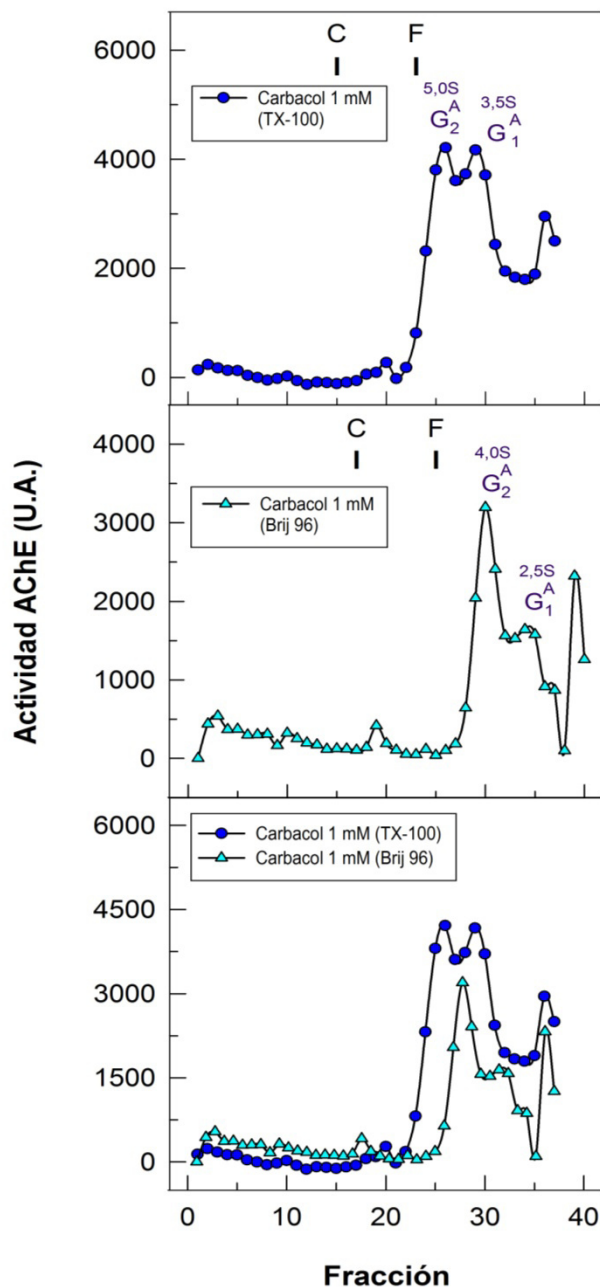 Actividad AChE (U.A.)
C F
6000
4000
2000
0
Carbacol 1 mM
(TX-100)
5,0S 3,5S
G₂ᴬ G₁ᴬ
C F
4000
3000
2000
1000
0
Carbacol 1 mM
(Brij 96)
4,0S
G₂ᴬ
2,5S
G₁ᴬ
6000
4500
3000
1500
0
Carbacol 1 mM (TX-100)
Carbacol 1 mM (Brij 96)
0 10 20 30 40
Fracción